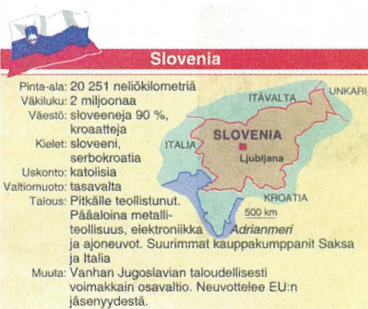 Slovenia
Pinta-ala: 20 251 neliökilometriä
Väkiluku: 2 miljoonaa
Väestö: sloveeneja 90 %,
kroaatteja
Kielet: sloveeni,
serbokroatia
Uskonto: katolisia
Valtiomuoto: tasavalta
Talous: Pitkälle teollistunut.
Pääaloina metalli-
teollisuus, elektroniikka
ja ajoneuvot. Suurimmat kauppakumppanit Saksa
ja Italia
Muuta: Vanhan Jugoslavian taloudellisesti
voimakkain osavaltio. Neuvottelee EU:n
jäsenyydestä.
ITÄVALTA
UNKARI
ITALIA
SLOVENIA
Ljubljana
KROATIA
500 km
Adrianmeri